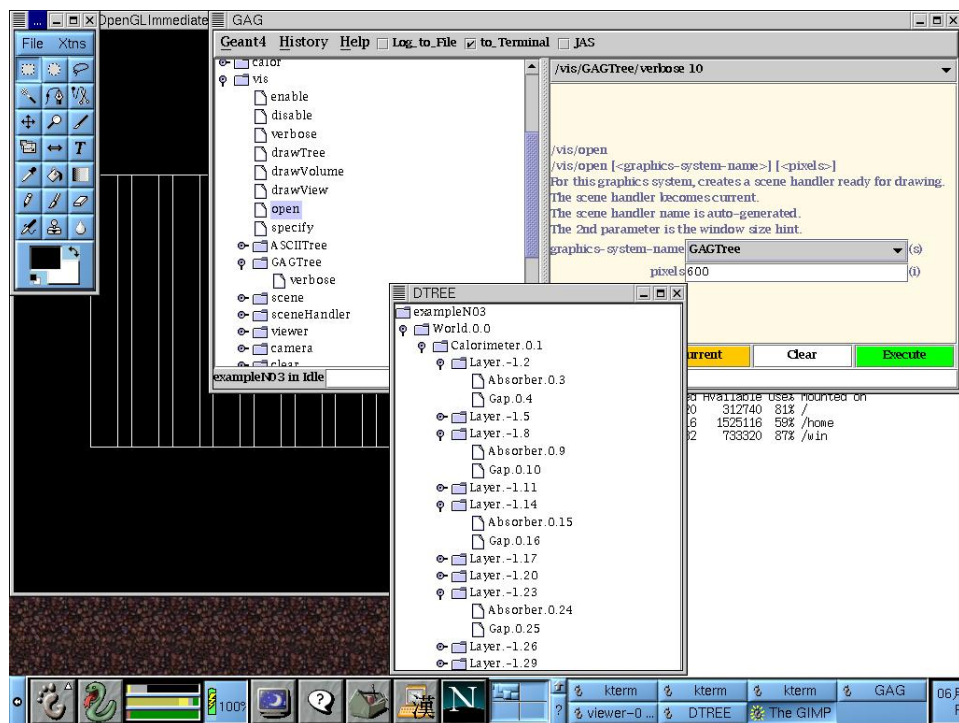 ...
OpenGLImmediate
GAG
File Xtns
Geant4 History Help Log_to_File to_Terminal JAS
calor
vis
enable
disable
verbose
drawTree
drawVolume
drawView
open
specify
ASCIITree
GAGTree
verbose
scene
sceneHandler
viewer
camera
clear
exampleN03 in Idle
/vis/GAGTree/verbose 10
/vis/open
/vis/open [<graphics-system-name>] [<pixels>]
For this graphics system, creates a scene handler ready for drawing.
The scene handler becomes current.
The scene handler name is auto-generated.
The 2nd parameter is the window size hint.
graphics-system-name GAGTree (s)
pixels 600 (i)
Clear Execute
DTREE
exampleN03
World.0.0
Calorimeter.0.1
Layer.-1.2
Absorber.0.3
Gap.0.4
Layer.-1.5
Layer.-1.8
Absorber.0.9
Gap.0.10
Layer.-1.11
Layer.-1.14
Absorber.0.15
Gap.0.16
Layer.-1.17
Layer.-1.20
Layer.-1.23
Absorber.0.24
Gap.0.25
Layer.-1.26
Layer.-1.29
Available Use% Mounted on
312740 81% /
1525116 59% /home
733320 87% /win
100%
漢
N
kterm kterm kterm GAG
viewer-0 ... DTREE The GIMP
06月